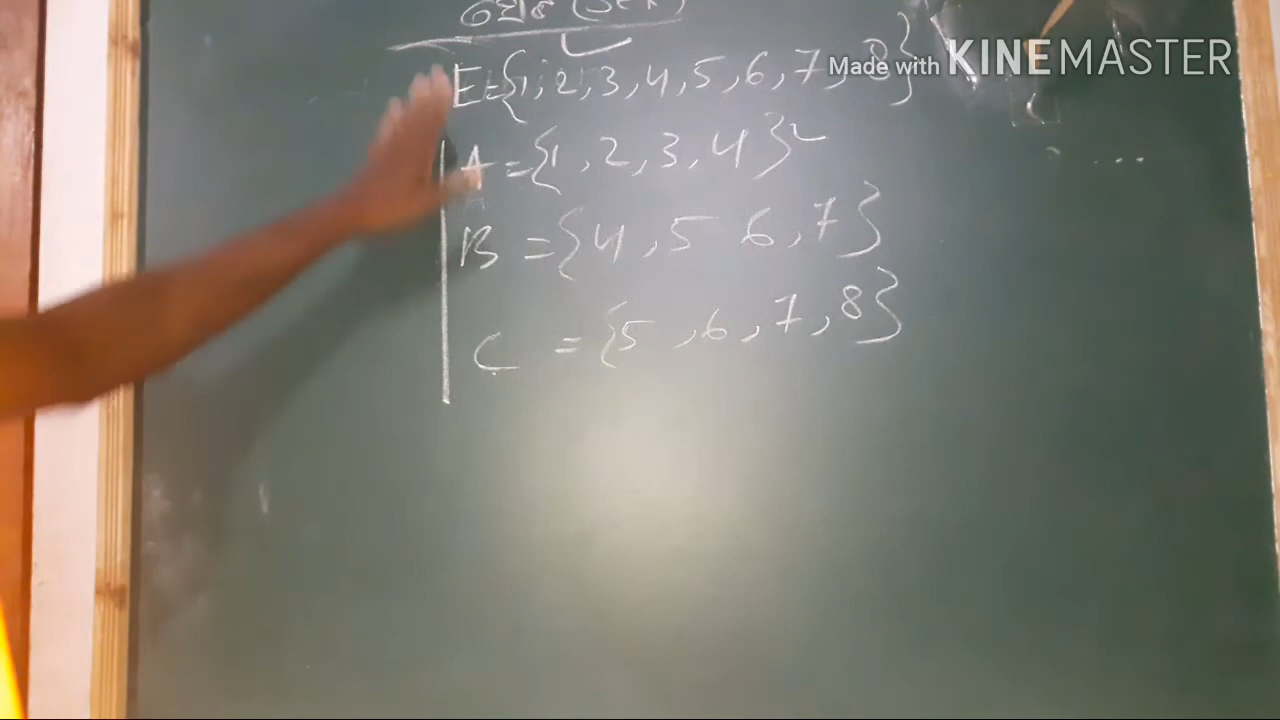 E={1,2,3,4,5,6,7,8}
Made with KINEMASTER
A={1,2,3,4}
B={4,5 6,7}
C={5,6,7,8}